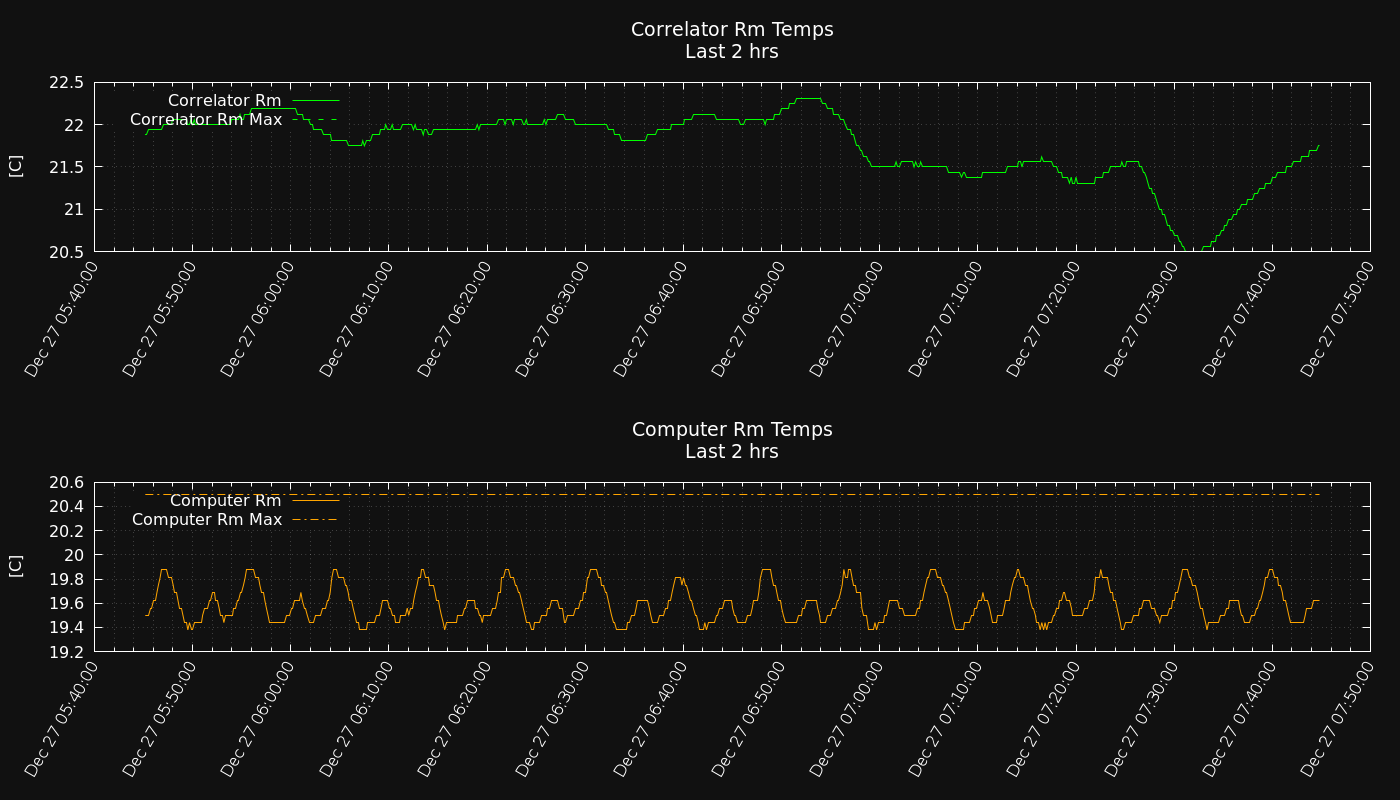 Correlator Rm Temps
Last 2 hrs
22.5
22
21.5
21
20.5
[C]
Correlator Rm
Correlator Rm Max
Dec 27 05:40:00
Dec 27 05:50:00
Dec 27 06:00:00
Dec 27 06:10:00
Dec 27 06:20:00
Dec 27 06:30:00
Dec 27 06:40:00
Dec 27 06:50:00
Dec 27 07:00:00
Dec 27 07:10:00
Dec 27 07:20:00
Dec 27 07:30:00
Dec 27 07:40:00
Dec 27 07:50:00
Computer Rm Temps
Last 2 hrs
20.6
20.4
20.2
20
19.8
19.6
19.4
19.2
[C]
Computer Rm
Computer Rm Max
Dec 27 05:40:00
Dec 27 05:50:00
Dec 27 06:00:00
Dec 27 06:10:00
Dec 27 06:20:00
Dec 27 06:30:00
Dec 27 06:40:00
Dec 27 06:50:00
Dec 27 07:00:00
Dec 27 07:10:00
Dec 27 07:20:00
Dec 27 07:30:00
Dec 27 07:40:00
Dec 27 07:50:00